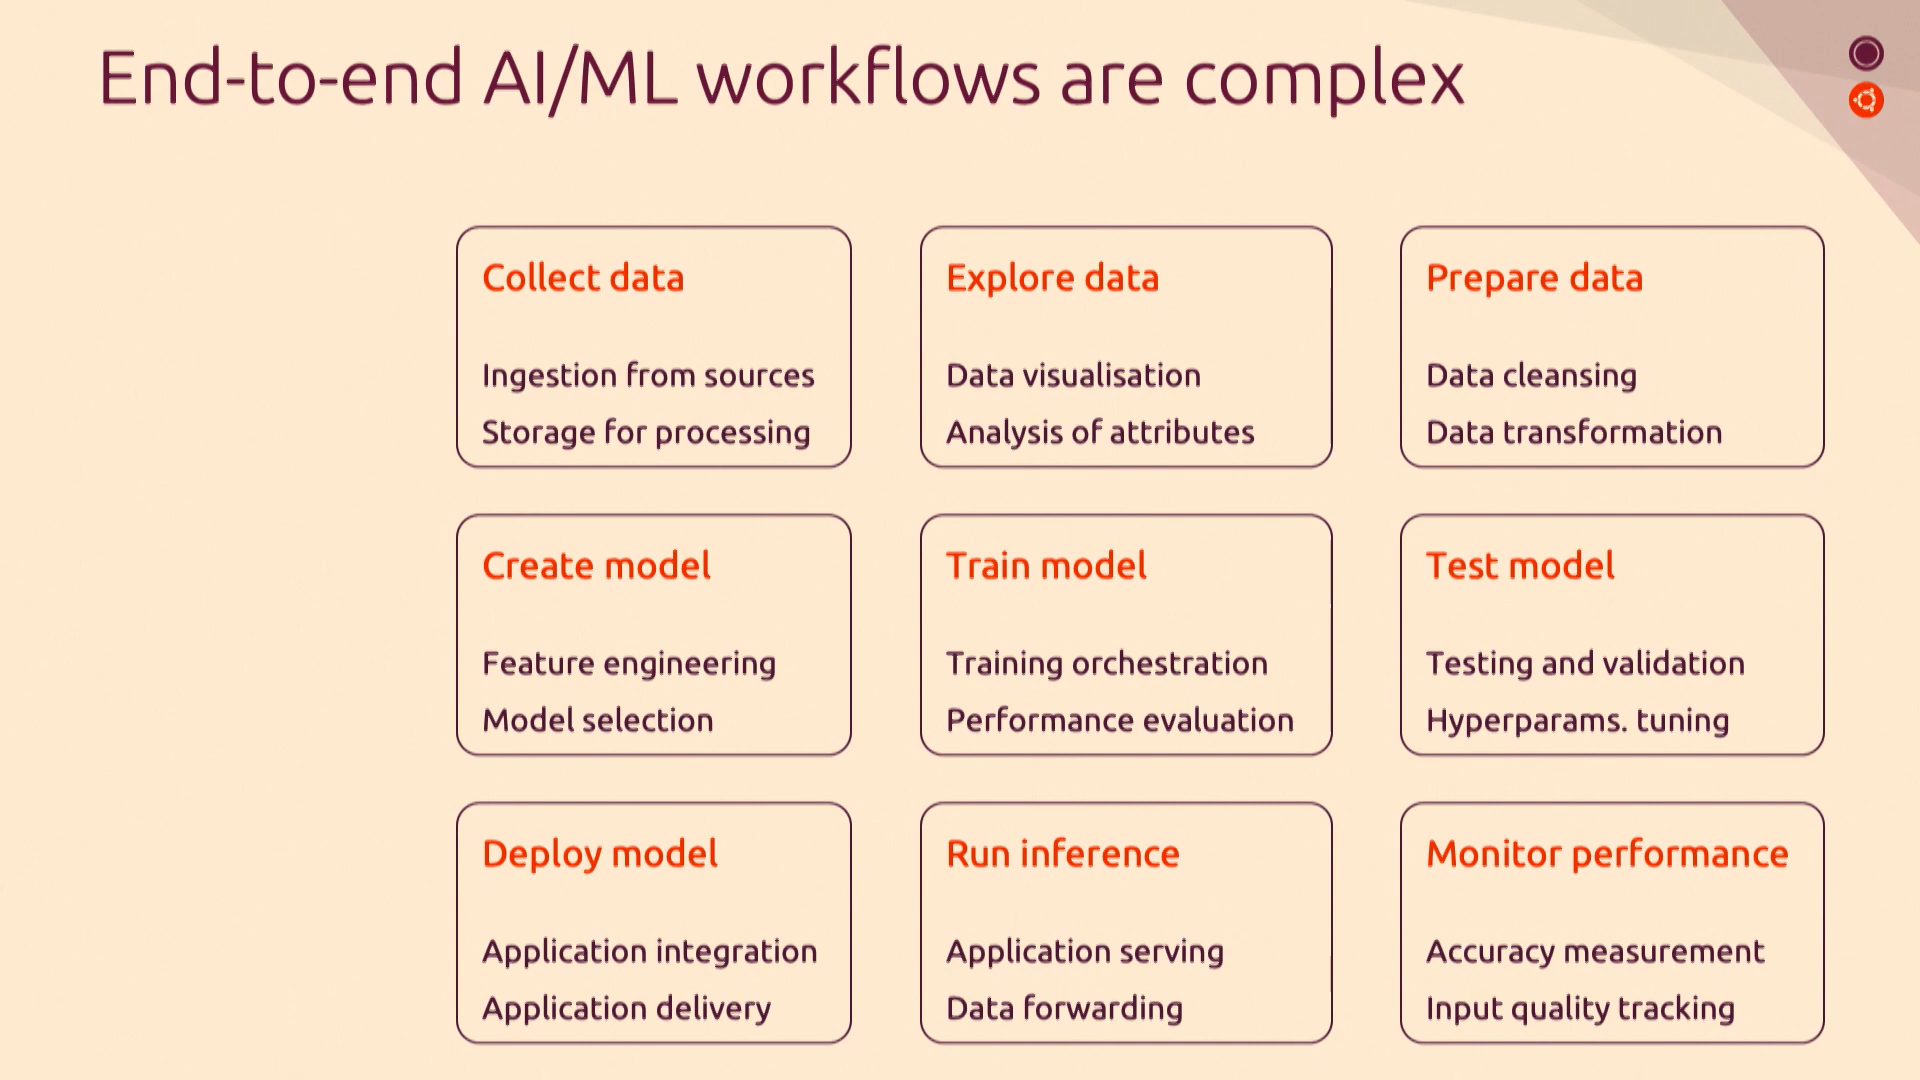 End-to-end AI/ML workflows are complex
Collect data
Ingestion from sources
Storage for processing
Explore data
Data visualisation
Analysis of attributes
Prepare data
Data cleansing
Data transformation
Create model
Feature engineering
Model selection
Train model
Training orchestration
Performance evaluation
Test model
Testing and validation
Hyperparams. tuning
Deploy model
Application integration
Application delivery
Run inference
Application serving
Data forwarding
Monitor performance
Accuracy measurement
Input quality tracking